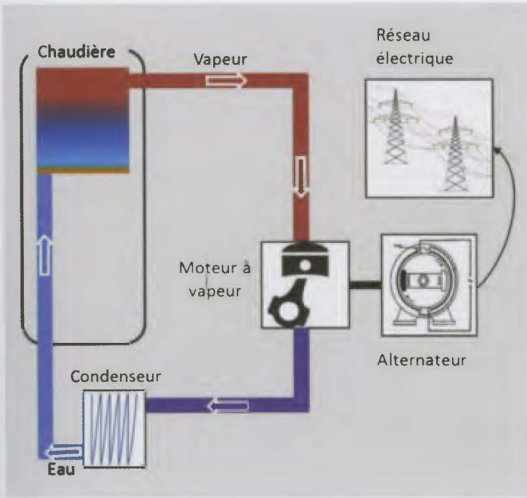 Chaudière
Vapeur
Réseau
électrique
Moteur à
vapeur
Alternateur
Condenseur
Eau